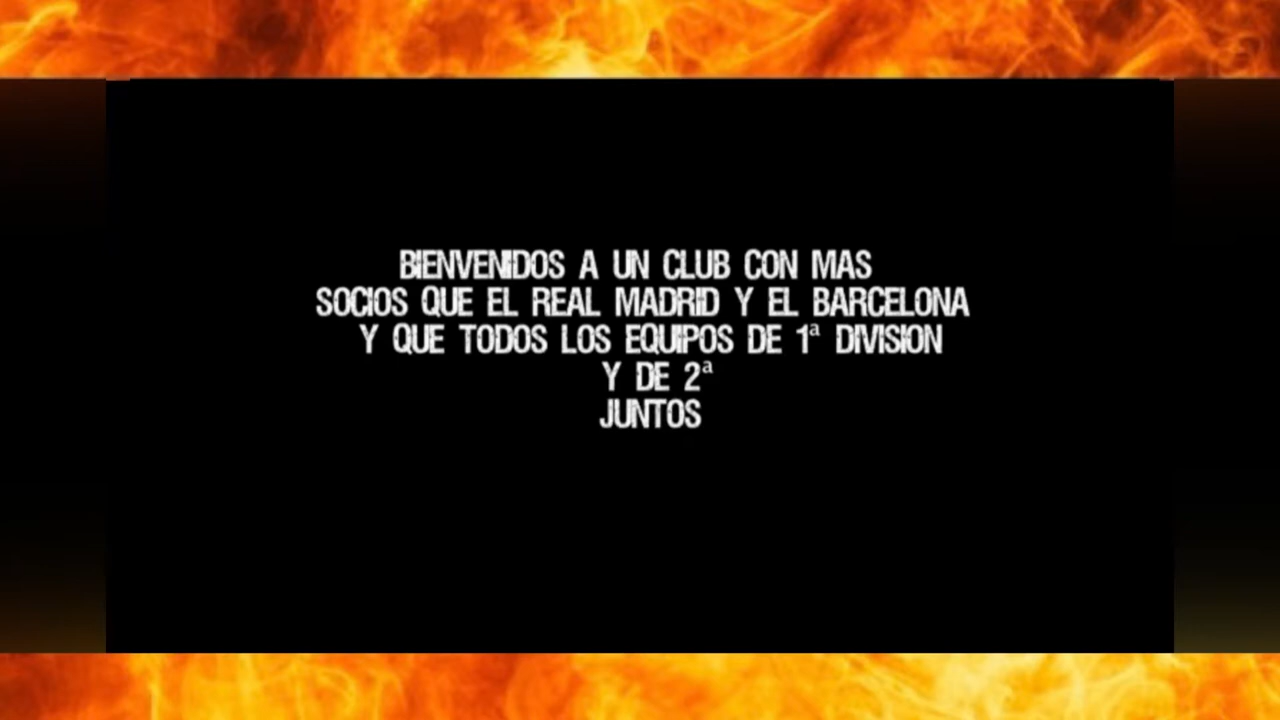 BIENVENIDOS A UN CLUB CON MAS
SOCIOS QUE EL REAL MADRID Y EL BARCELONA
Y QUE TODOS LOS EQUIPOS DE 1ª DIVISION
Y DE 2ª
JUNTOS